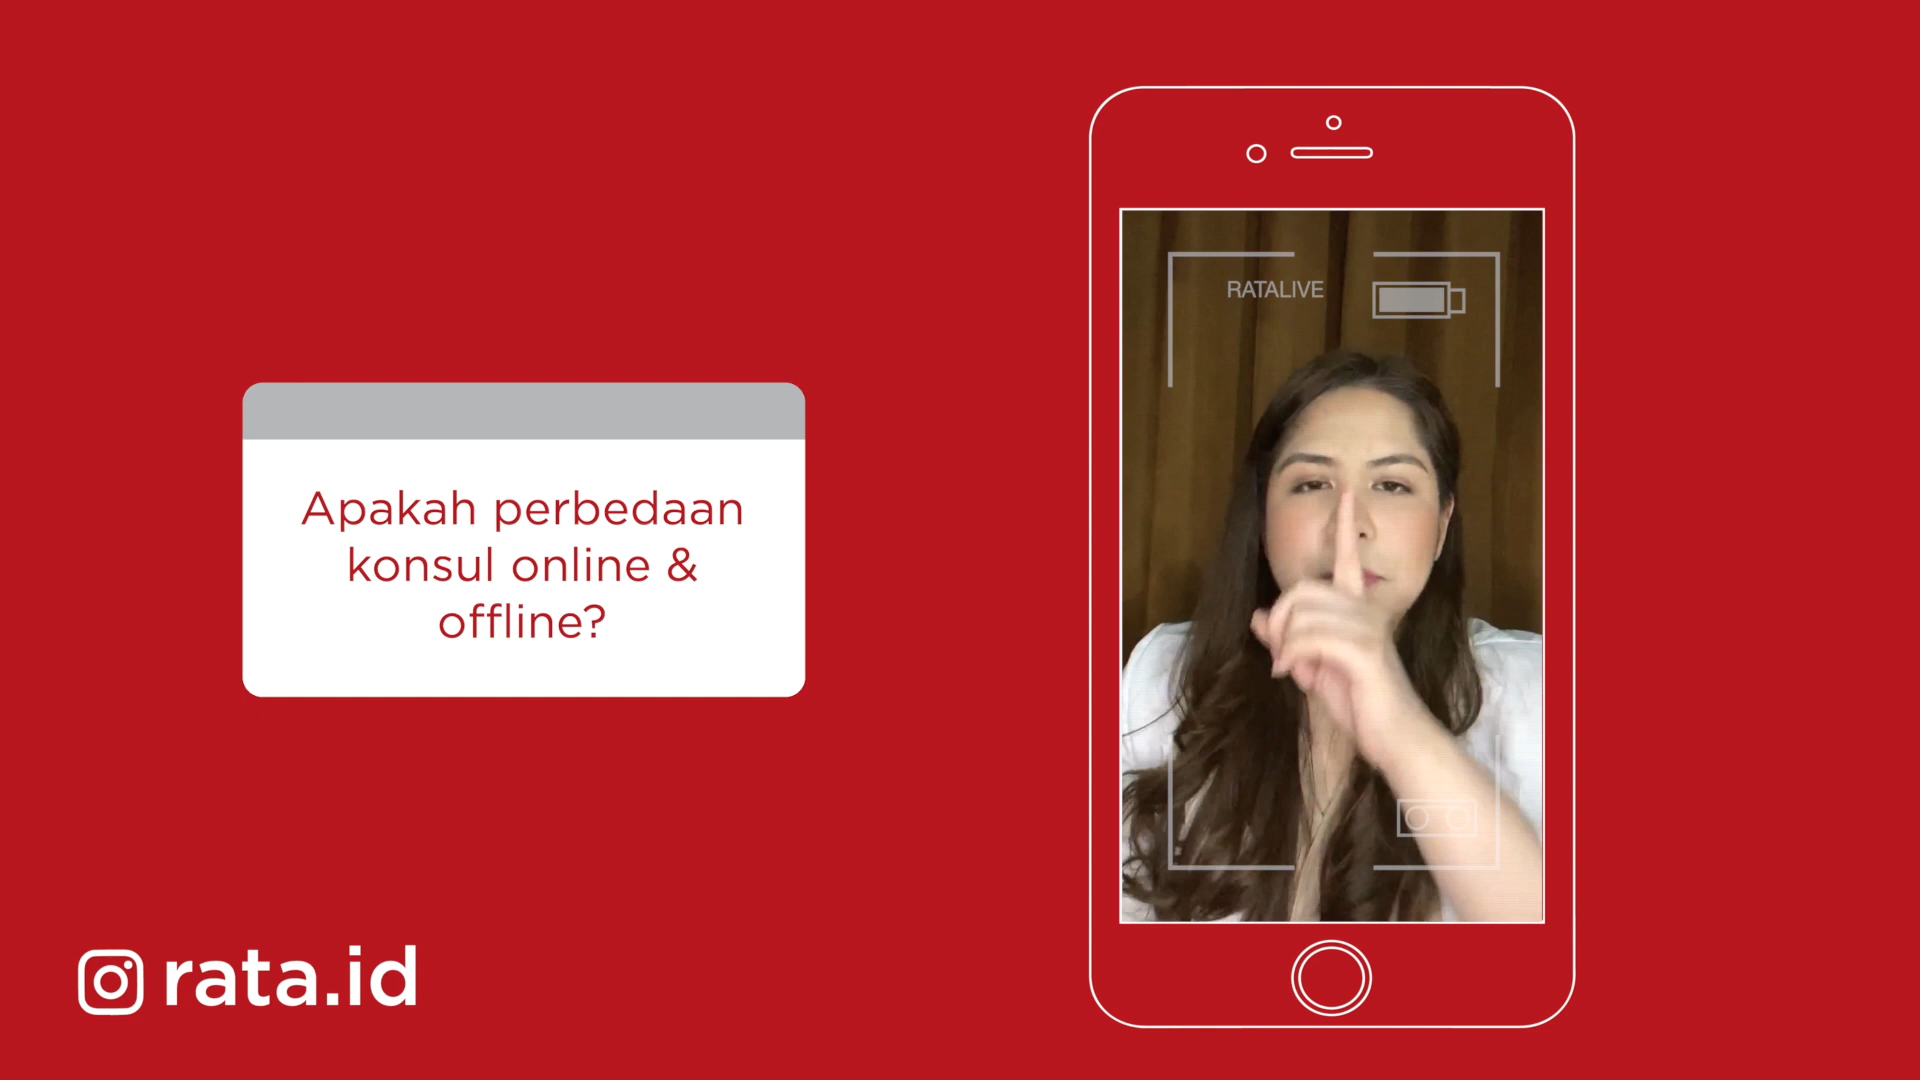 Apakah perbedaan
konsul online &
offline?
RATALIVE
rata.id